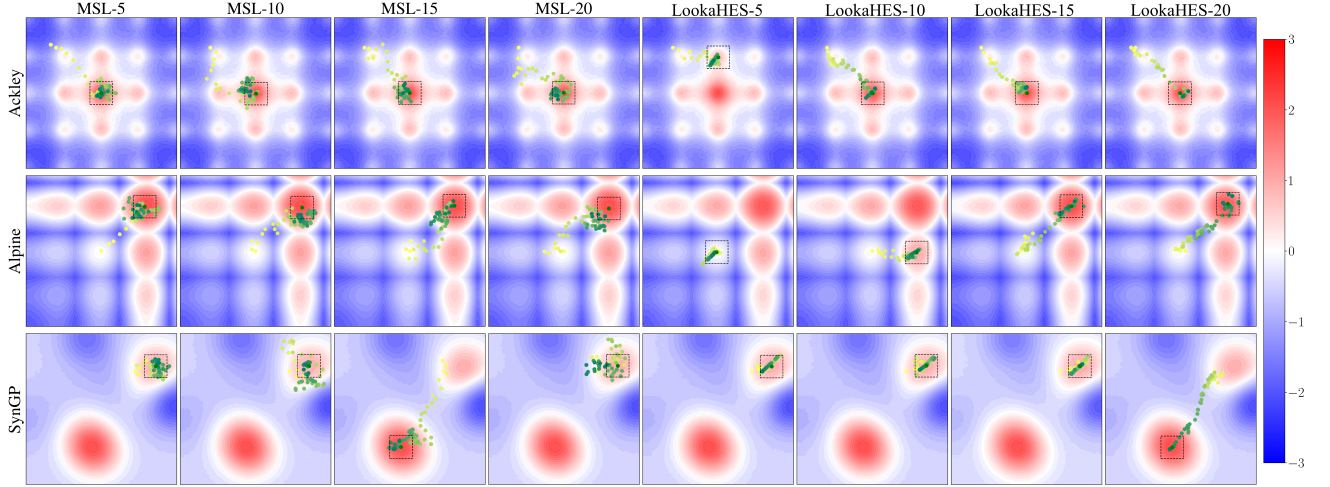 MSL-5 MSL-10 MSL-15 MSL-20 LookaHES-5 LookaHES-10 LookaHES-15 LookaHES-20
Ackley
Alpine
SynGP
3
2
1
0
−1
−2
−3